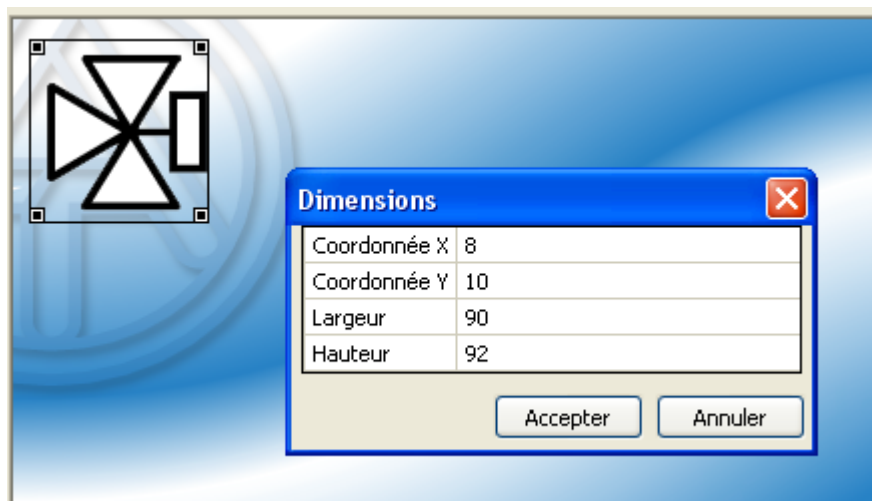 Dimensions
Coordonnée X 8
Coordonnée Y 10
Largeur 90
Hauteur 92
Accepter Annuler